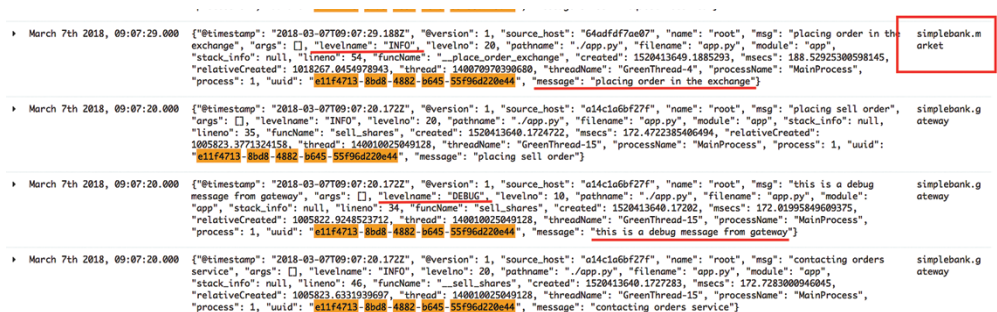 March 7th 2018, 09:07:29.000 {"@timestamp": "2018-03-07T09:07:29.188Z", "@version": 1, "source_host": "64adfdf7ae07", "name": "root", "msg": "placing order in the simplebank.m
exchange", "args": [], "levelname": "INFO", "levelno": 20, "pathname": "./app.py", "filename": "app.py", "module": "app", arket
"stack_info": null, "lineno": 54, "funcName": "__place_order_exchange", "created": 1520413649.1885293, "msecs": 188.52925300598145,
"relativeCreated": 1018267.0454978943, "thread": 140070970390680, "threadName": "GreenThread-4", "processName": "MainProcess",
"process": 1, "uuid": "e11f4713-8bd8-4882-b645-55f96d220e44", "message": "placing order in the exchange"}
March 7th 2018, 09:07:20.000 {"@timestamp": "2018-03-07T09:07:20.172Z", "@version": 1, "source_host": "a14c1a6bf27f", "name": "root", "msg": "placing sell order", simplebank.g
"args": [], "levelname": "INFO", "levelno": 20, "pathname": "./app.py", "filename": "app.py", "module": "app", "stack_info": null, ateway
"lineno": 35, "funcName": "sell_shares", "created": 1520413640.1724722, "msecs": 172.4722385406494, "relativeCreated":
1005823.3771324158, "thread": 140010025049128, "threadName": "GreenThread-15", "processName": "MainProcess", "process": 1, "uuid":
"e11f4713-8bd8-4882-b645-55f96d220e44", "message": "placing sell order"}
March 7th 2018, 09:07:20.000 {"@timestamp": "2018-03-07T09:07:20.172Z", "@version": 1, "source_host": "a14c1a6bf27f", "name": "root", "msg": "this is a debug simplebank.g
message from gateway", "args": [], "levelname": "DEBUG", "levelno": 10, "pathname": "./app.py", "filename": "app.py", "module": ateway
"app", "stack_info": null, "lineno": 34, "funcName": "sell_shares", "created": 1520413640.17202, "msecs": 172.01995849609375,
"relativeCreated": 1005822.9248523712, "thread": 140010025049128, "threadName": "GreenThread-15", "processName": "MainProcess",
"process": 1, "uuid": "e11f4713-8bd8-4882-b645-55f96d220e44", "message": "this is a debug message from gateway"}
March 7th 2018, 09:07:20.000 {"@timestamp": "2018-03-07T09:07:20.172Z", "@version": 1, "source_host": "a14c1a6bf27f", "name": "root", "msg": "contacting orders simplebank.g
service", "args": [], "levelname": "INFO", "levelno": 20, "pathname": "./app.py", "filename": "app.py", "module": "app", ateway
"stack_info": null, "lineno": 46, "funcName": "__sell_shares", "created": 1520413640.1727283, "msecs": 172.7283000946045,
"relativeCreated": 1005823.6331939697, "thread": 140010025049128, "threadName": "GreenThread-15", "processName": "MainProcess",
"process": 1, "uuid": "e11f4713-8bd8-4882-b645-55f96d220e44", "message": "contacting orders service"}